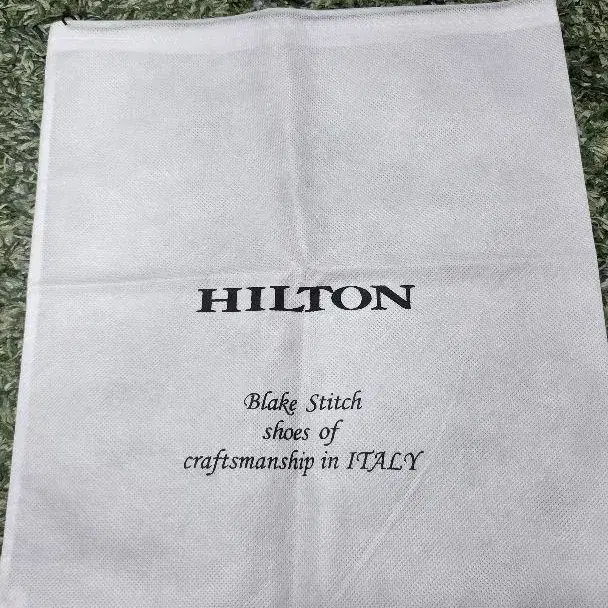 HILTON
Blake Stitch
shoes of
craftsmanship in ITALY